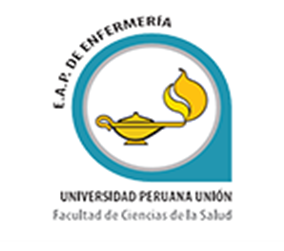 E.A.P. DE ENFERMERÍA
UNIVERSIDAD PERUANA UNIÓN
Facultad de Ciencias de la Salud